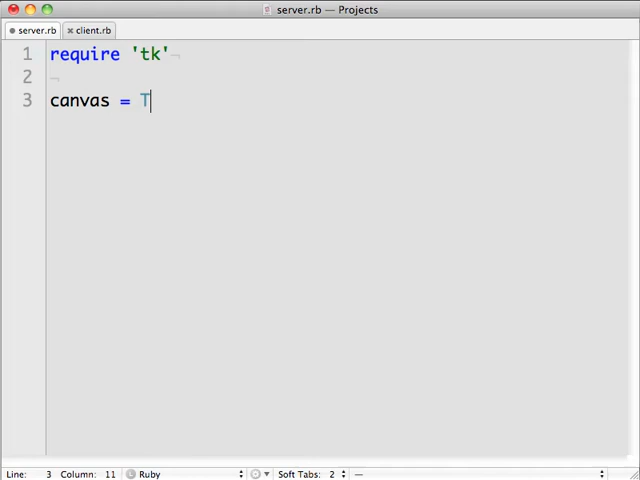 server.rb — Projects
server.rb client.rb
1 require 'tk'¬
2 ¬
3 canvas = T
Line: 3 Column: 11 Ruby Soft Tabs: 2 —